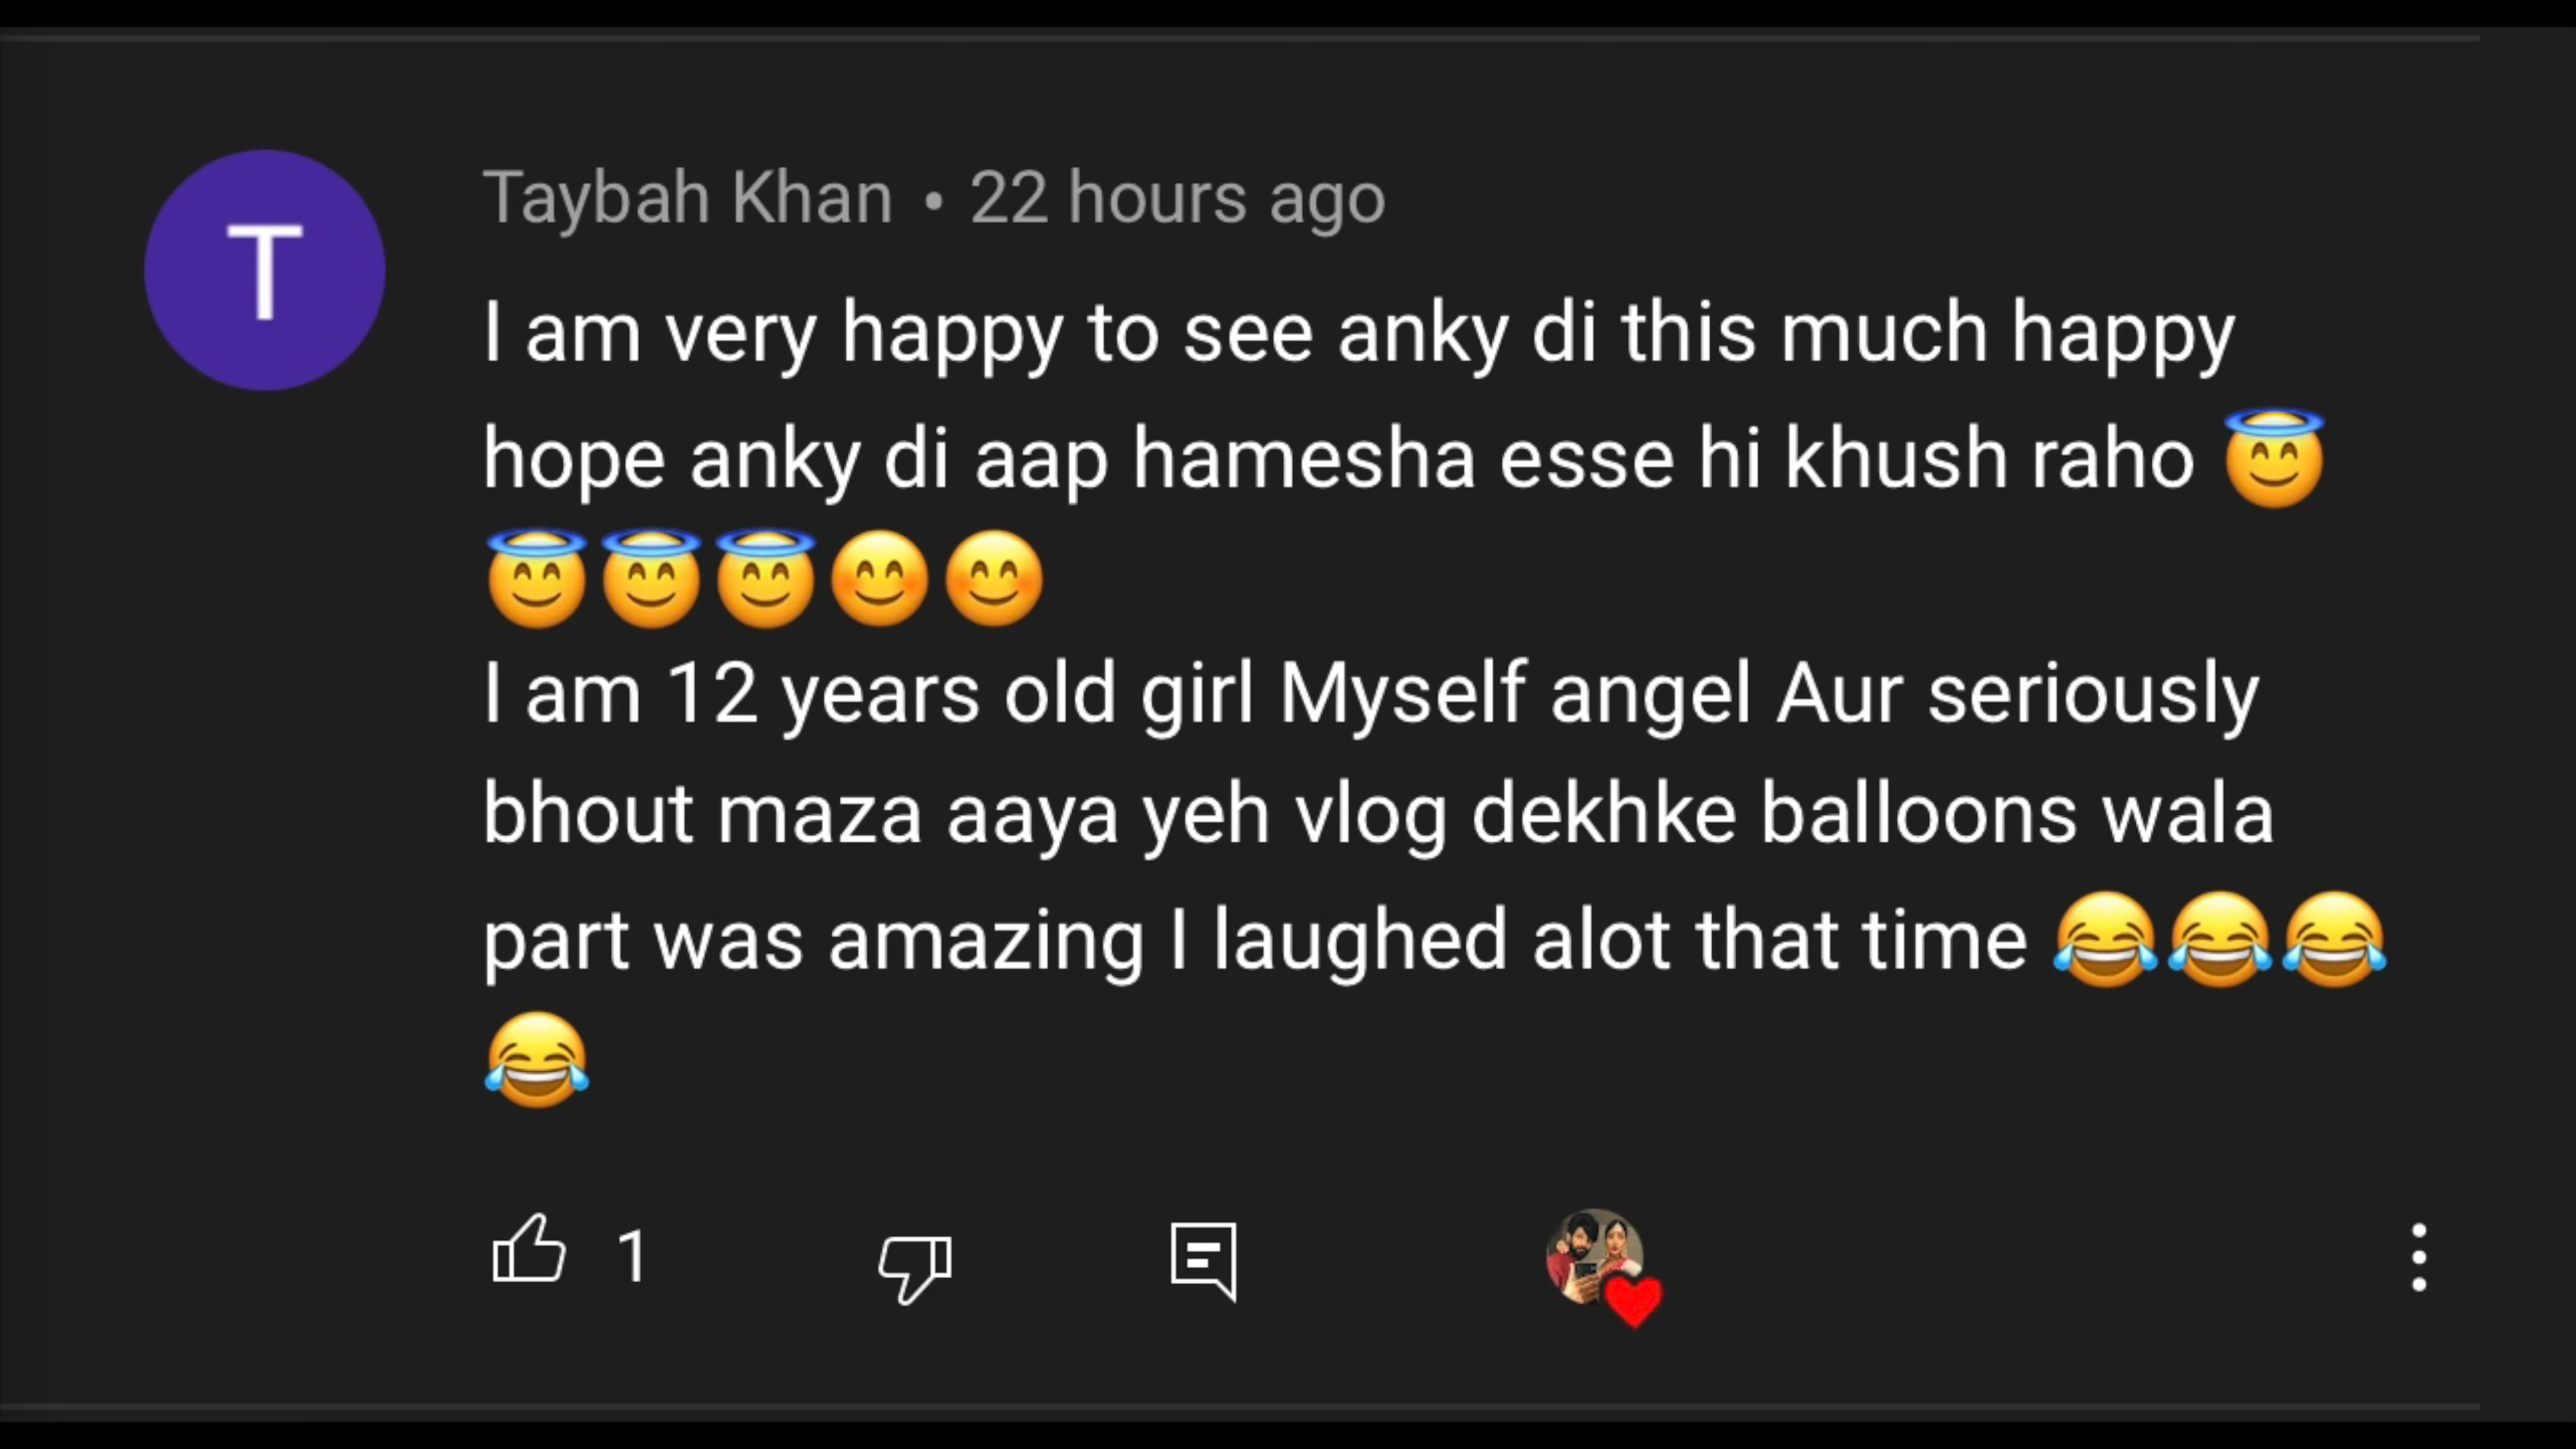 T
Taybah Khan • 22 hours ago
I am very happy to see anky di this much happy
hope anky di aap hamesha esse hi khush raho 😇
😇😇😇😊😊
I am 12 years old girl Myself angel Aur seriously
bhout maza aaya yeh vlog dekhke balloons wala
part was amazing I laughed alot that time 😂😂😂
😂
1